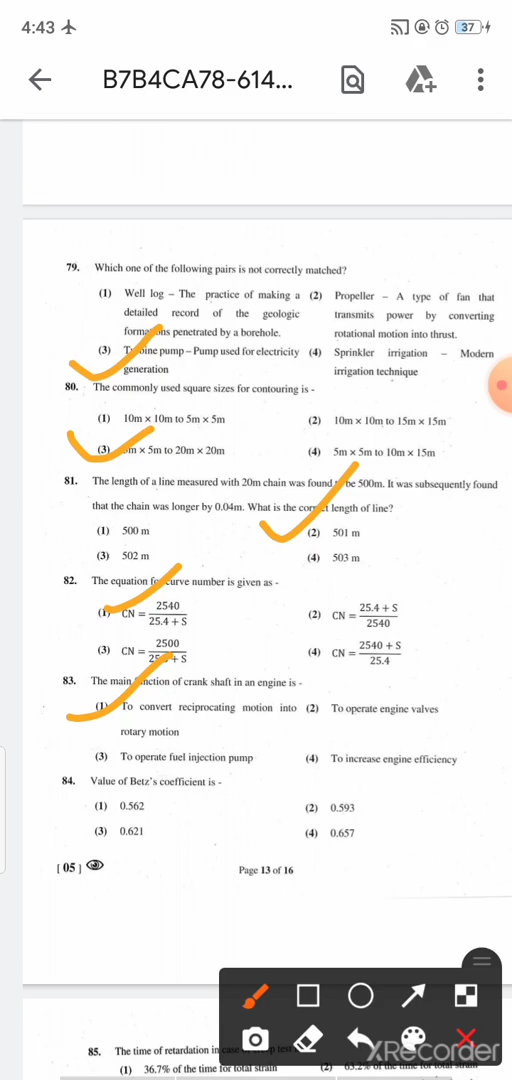 4:43
37
B7B4CA78-614...
79. Which one of the following pairs is not correctly matched?
(1) Well log – The practice of making a detailed record of the geologic formations penetrated by a borehole.
(2) Propeller – A type of fan that transmits power by converting rotational motion into thrust.
(3) Turbine pump – Pump used for electricity generation
(4) Sprinkler irrigation – Modern irrigation technique
80. The commonly used square sizes for contouring is -
(1) 10m × 10m to 5m × 5m
(2) 10m × 10m to 15m × 15m
(3) m × 5m to 20m × 20m
(4) 5m × 5m to 10m × 15m
81. The length of a line measured with 20m chain was found to be 500m. It was subsequently found
that the chain was longer by 0.04m. What is the correct length of line?
(1) 500 m
(2) 501 m
(3) 502 m
(4) 503 m
82. The equation for curve number is given as -
(1) CN = 2540 / 25.4 + S
(2) CN = 25.4 + S / 2540
(3) CN = 2500 / + S
(4) CN = 2540 + S / 25.4
83. The main function of crank shaft in an engine is -
(1) To convert reciprocating motion into rotary motion
(2) To operate engine valves
(3) To operate fuel injection pump
(4) To increase engine efficiency
84. Value of Betz's coefficient is -
(1) 0.562
(2) 0.593
(3) 0.621
(4) 0.657
[ 05 ]
Page 13 of 16
85. The time of retardation in
(1) 36.7% of the time for total strain
(2) 63.2% of the time for total strain
XRecorder